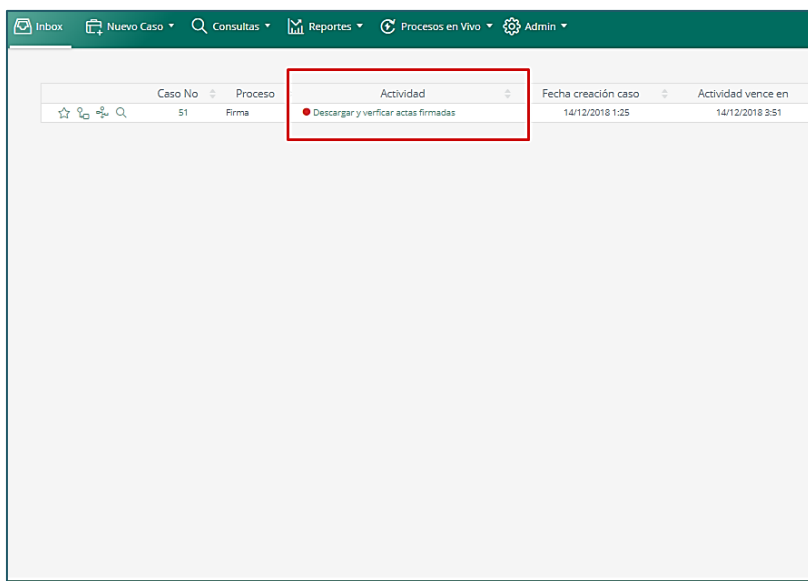 Inbox Nuevo Caso Consultas Reportes Procesos en Vivo Admin
Caso No Proceso Actividad Fecha creación caso Actividad vence en
51 Firma Descargar y verficar actas firmadas 14/12/2018 1:25 14/12/2018 3:51